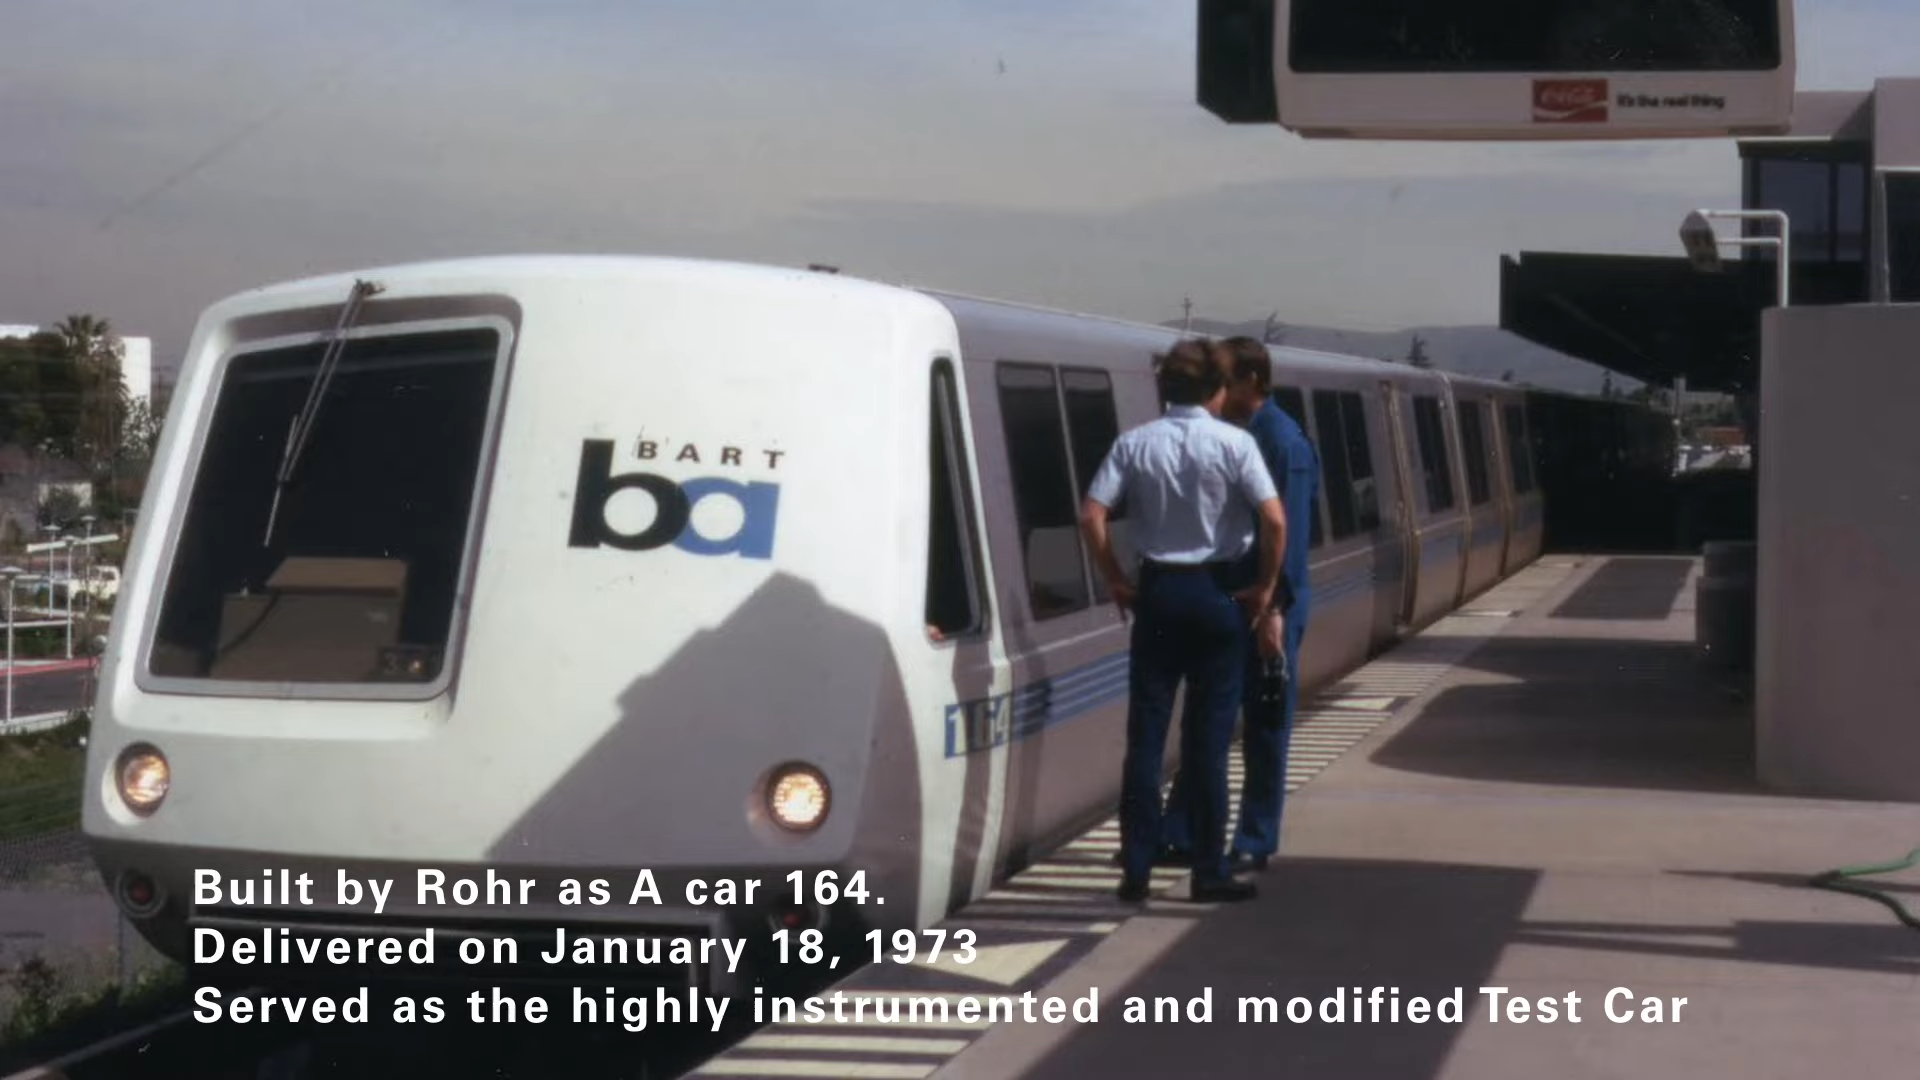 Coca-Cola It's the real thing
BART
ba
164
Built by Rohr as A car 164.
Delivered on January 18, 1973
Served as the highly instrumented and modified Test Car